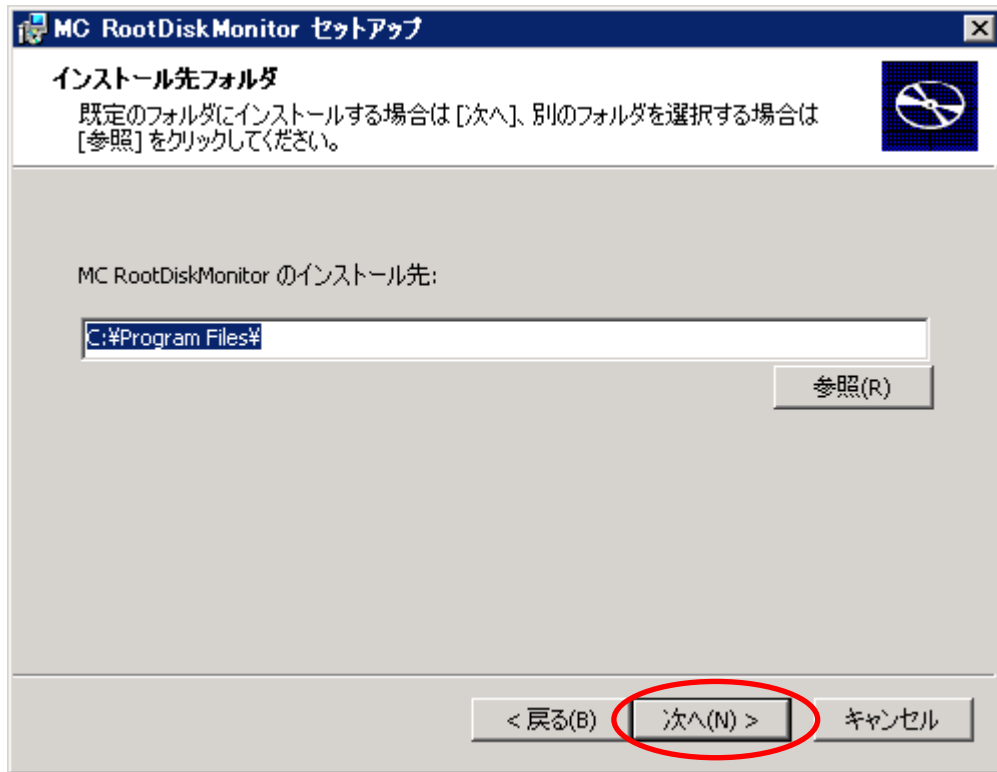 MC RootDiskMonitor セットアップ
インストール先フォルダ
既定のフォルダにインストールする場合は [次へ]、別のフォルダを選択する場合は
[参照] をクリックしてください。
MC RootDiskMonitor のインストール先:
C:¥Program Files¥
参照(R)
< 戻る(B) 次へ(N) > キャンセル